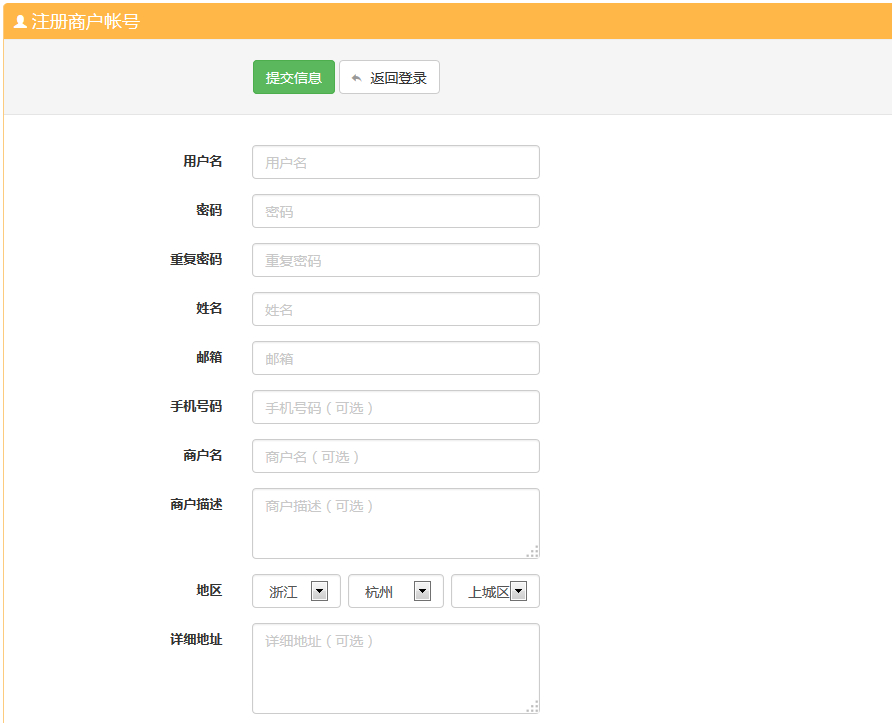 注册商户帐号
提交信息 返回登录
用户名 用户名
密码 密码
重复密码 重复密码
姓名 姓名
邮箱 邮箱
手机号码 手机号码（可选）
商户名 商户名（可选）
商户描述 商户描述（可选）
地区 浙江 杭州 上城区
详细地址 详细地址（可选）